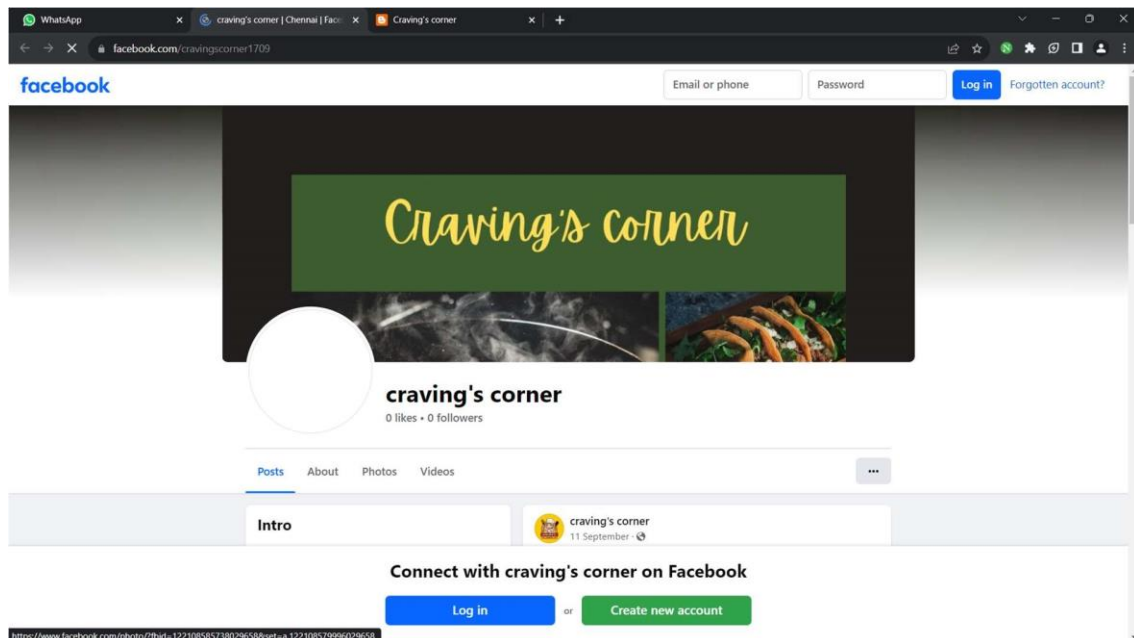 WhatsApp
craving's corner | Chennai | Face
Craving's corner
facebook.com/cravingscorner1709
facebook
Email or phone
Password
Log in
Forgotten account?
Craving's corner
craving's corner
0 likes • 0 followers
Posts
About
Photos
Videos
Intro
craving's corner
11 September
Connect with craving's corner on Facebook
Log in
or
Create new account